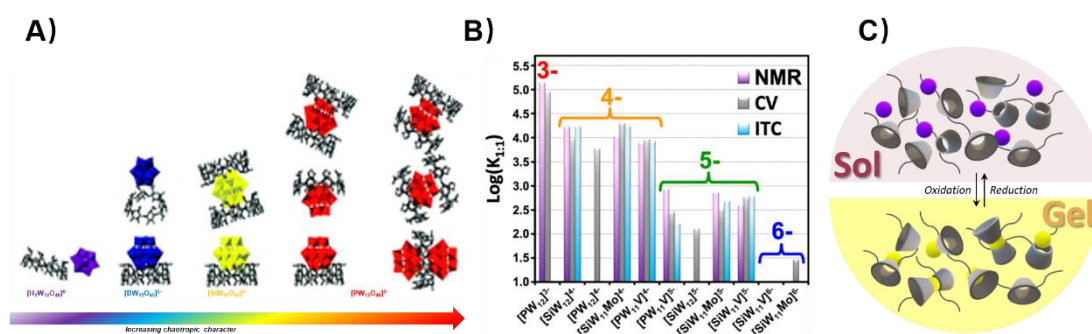 A)
[H₂W₁₂O₄₀]⁶⁻
[BW₁₂O₄₀]⁵⁻
[SiW₁₂O₄₀]⁴⁻
[PW₁₂O₄₀]³⁻
Increasing chaotropic character
B)
Log(K₁:₁)
5.5
5.0
4.5
4.0
3.5
3.0
2.5
2.0
1.5
1.0
3-
4-
5-
6-
NMR
CV
ITC
[PW₁₂]³⁻
[SiW₁₂]⁴⁻
[PW₁₂]⁴⁻
[SiW₁₁Mo]⁴⁻
[PW₁₁V]⁴⁻
[PW₁₁V]⁵⁻
[SiW₁₂]⁵⁻
[SiW₁₁Mo]⁵⁻
[SiW₁₁V]⁵⁻
[SiW₁₁V]⁶⁻
[SiW₁₁Mo]⁶⁻
C)
Sol
Oxidation
Reduction
Gel